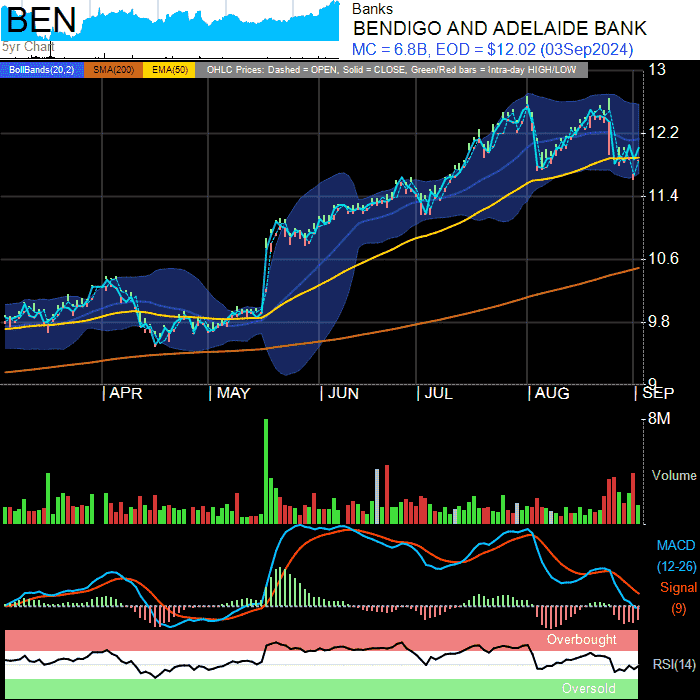 BEN
5yr Chart
Banks
BENDIGO AND ADELAIDE BANK
MC = 6.8B, EOD = $12.02 (03Sep2024)
BollBands(20,2) SMA(200) EMA(50) OHLC Prices: Dashed = OPEN, Solid = CLOSE, Green/Red bars = Intra-day HIGH/LOW
13
12.2
11.4
10.6
9.8
9
APR MAY JUN JUL AUG SEP
8M
Volume
MACD
(12-26)
Signal
(9)
Overbought
RSI(14)
Oversold